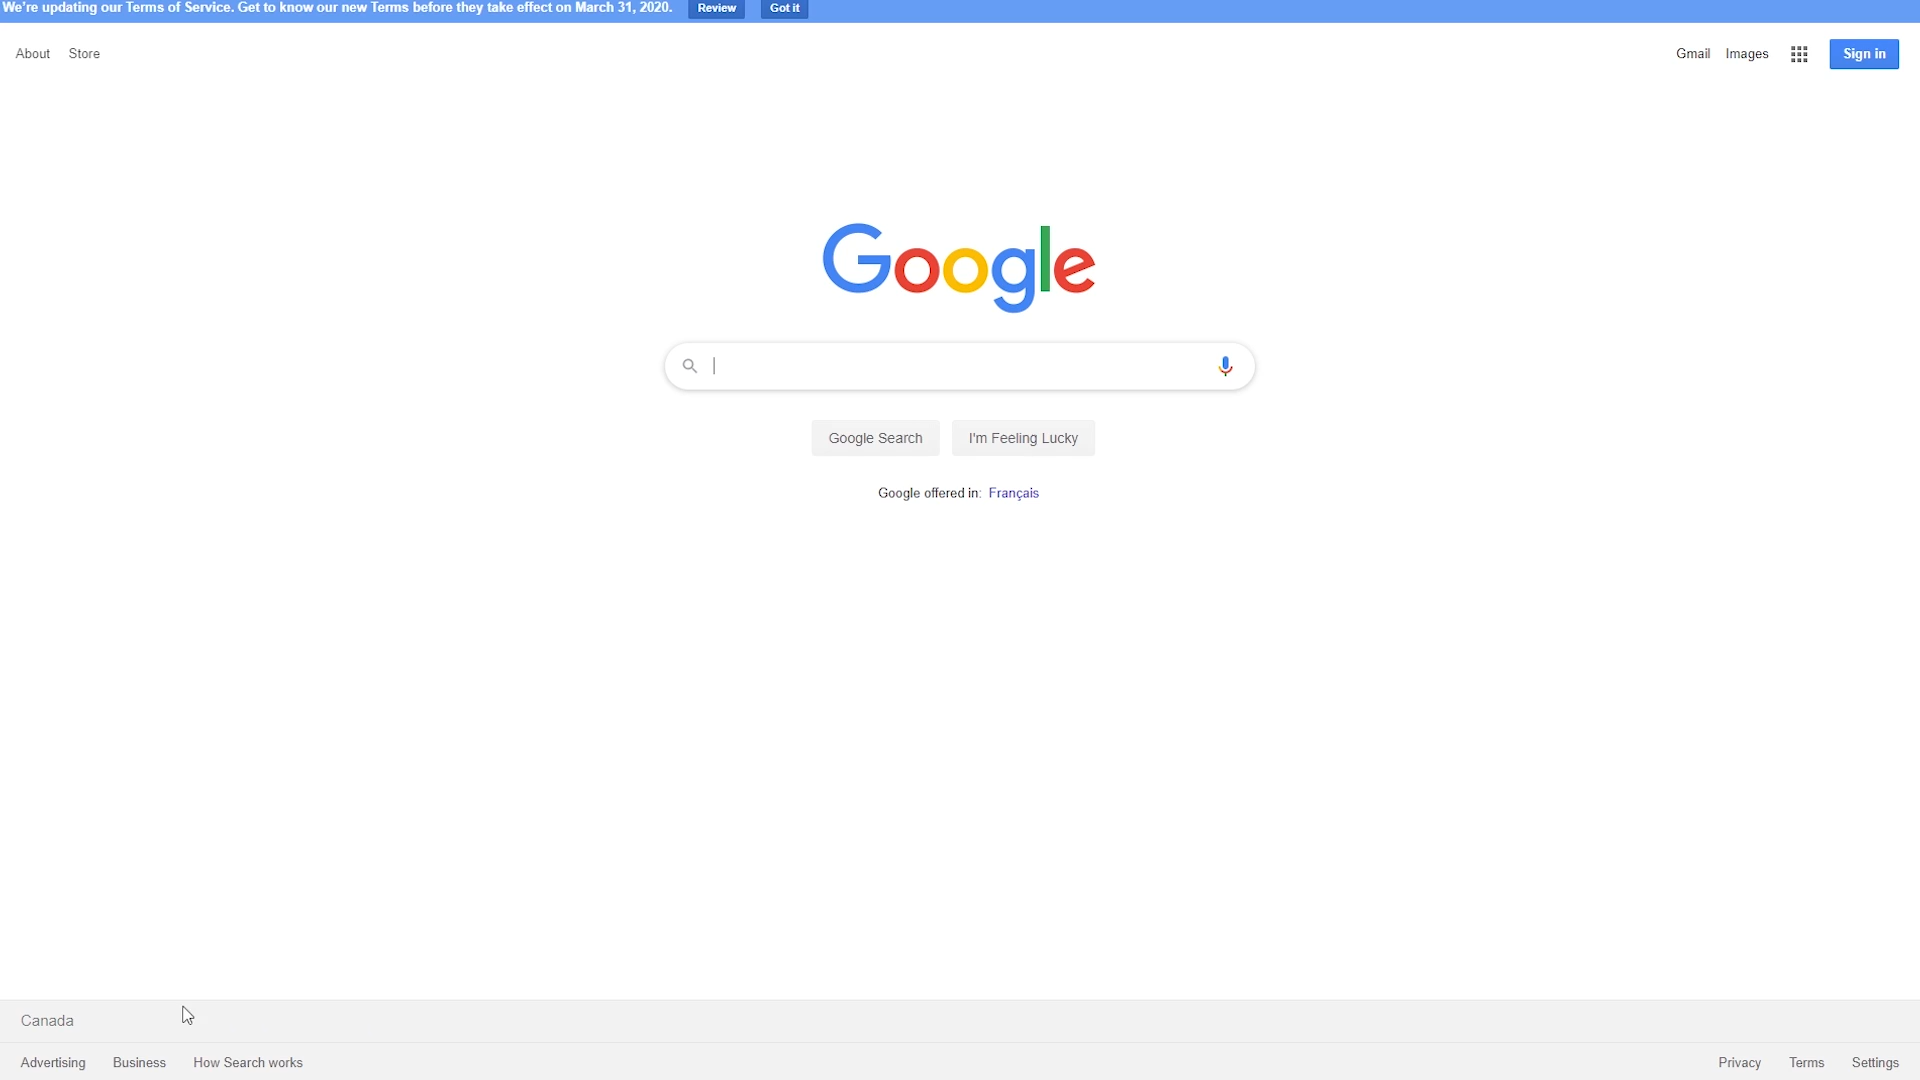 We're updating our Terms of Service. Get to know our new Terms before they take effect on March 31, 2020. Review Got it
About Store Gmail Images Sign in
Google
Google Search I'm Feeling Lucky
Google offered in: Français
Canada
Advertising Business How Search works Privacy Terms Settings